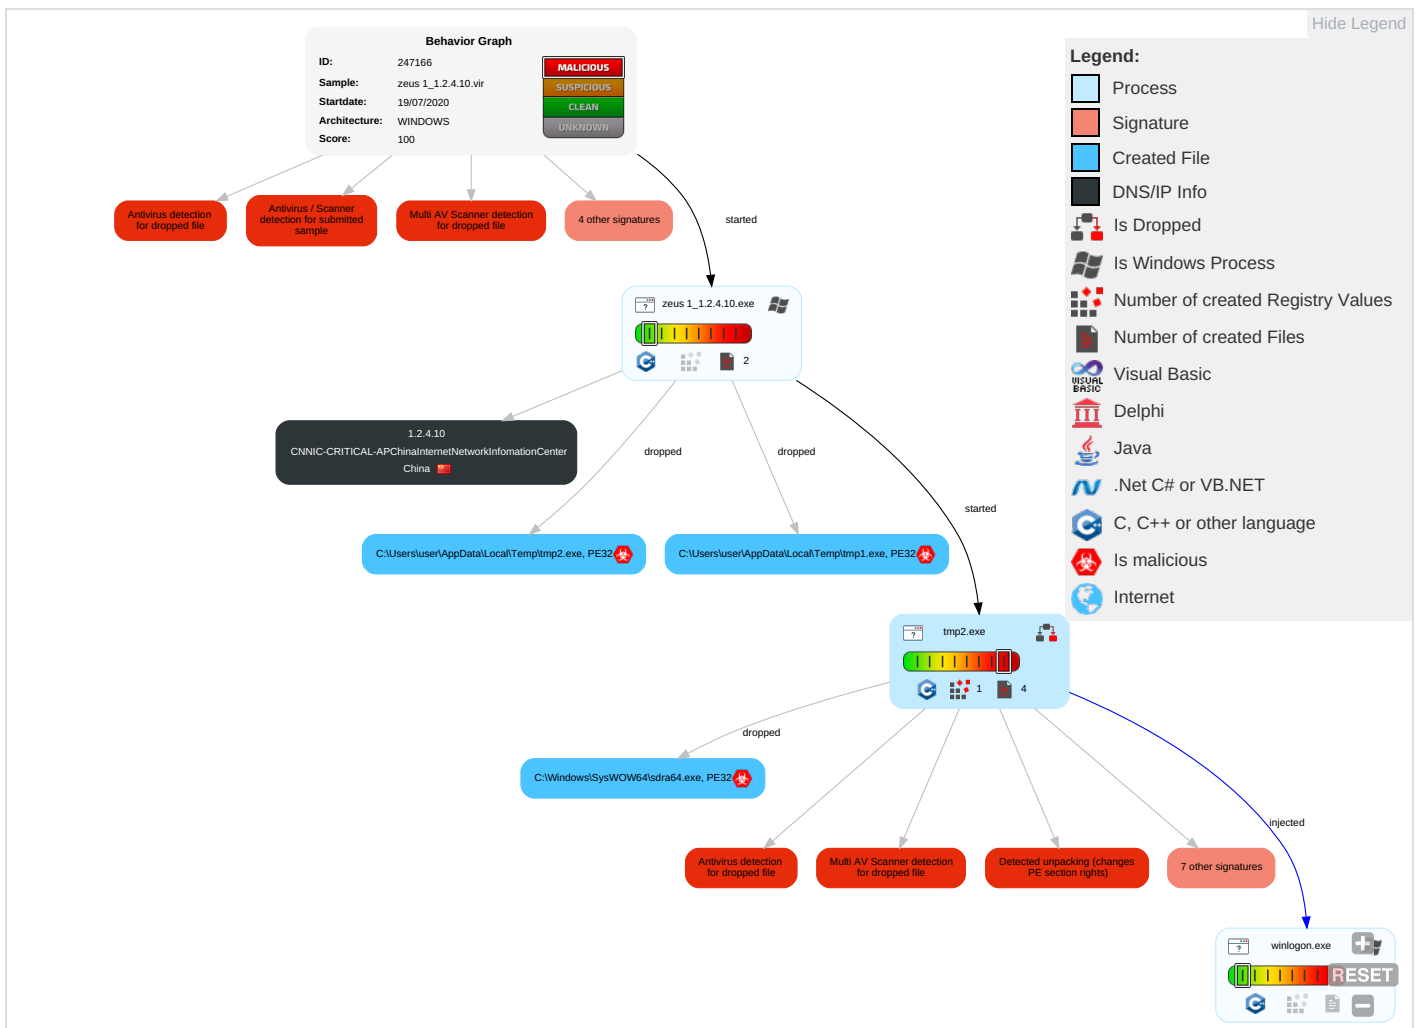 Hide Legend
Behavior Graph
ID: 247166
Sample: zeus 1_1.2.4.10.vir
Startdate: 19/07/2020
Architecture: WINDOWS
Score: 100
MALICIOUS
SUSPICIOUS
CLEAN
UNKNOWN
Legend:
Process
Signature
Created File
DNS/IP Info
Is Dropped
Is Windows Process
Number of created Registry Values
Number of created Files
VISUAL
BASIC
Visual Basic
Delphi
Java
.Net C# or VB.NET
C, C++ or other language
Is malicious
Internet
Antivirus detection
for dropped file
Antivirus / Scanner
detection for submitted
sample
Multi AV Scanner detection
for dropped file
4 other signatures
started
zeus 1_1.2.4.10.exe
2
1.2.4.10
CNNIC-CRITICAL-APChinaInternetNetworkInfomationCenter
China
dropped
dropped
started
C:\Users\user\AppData\Local\Temp\tmp2.exe, PE32
C:\Users\user\AppData\Local\Temp\tmp1.exe, PE32
tmp2.exe
1
4
dropped
C:\Windows\SysWOW64\sdra64.exe, PE32
injected
Antivirus detection
for dropped file
Multi AV Scanner detection
for dropped file
Detected unpacking (changes
PE section rights)
7 other signatures
winlogon.exe
RESET